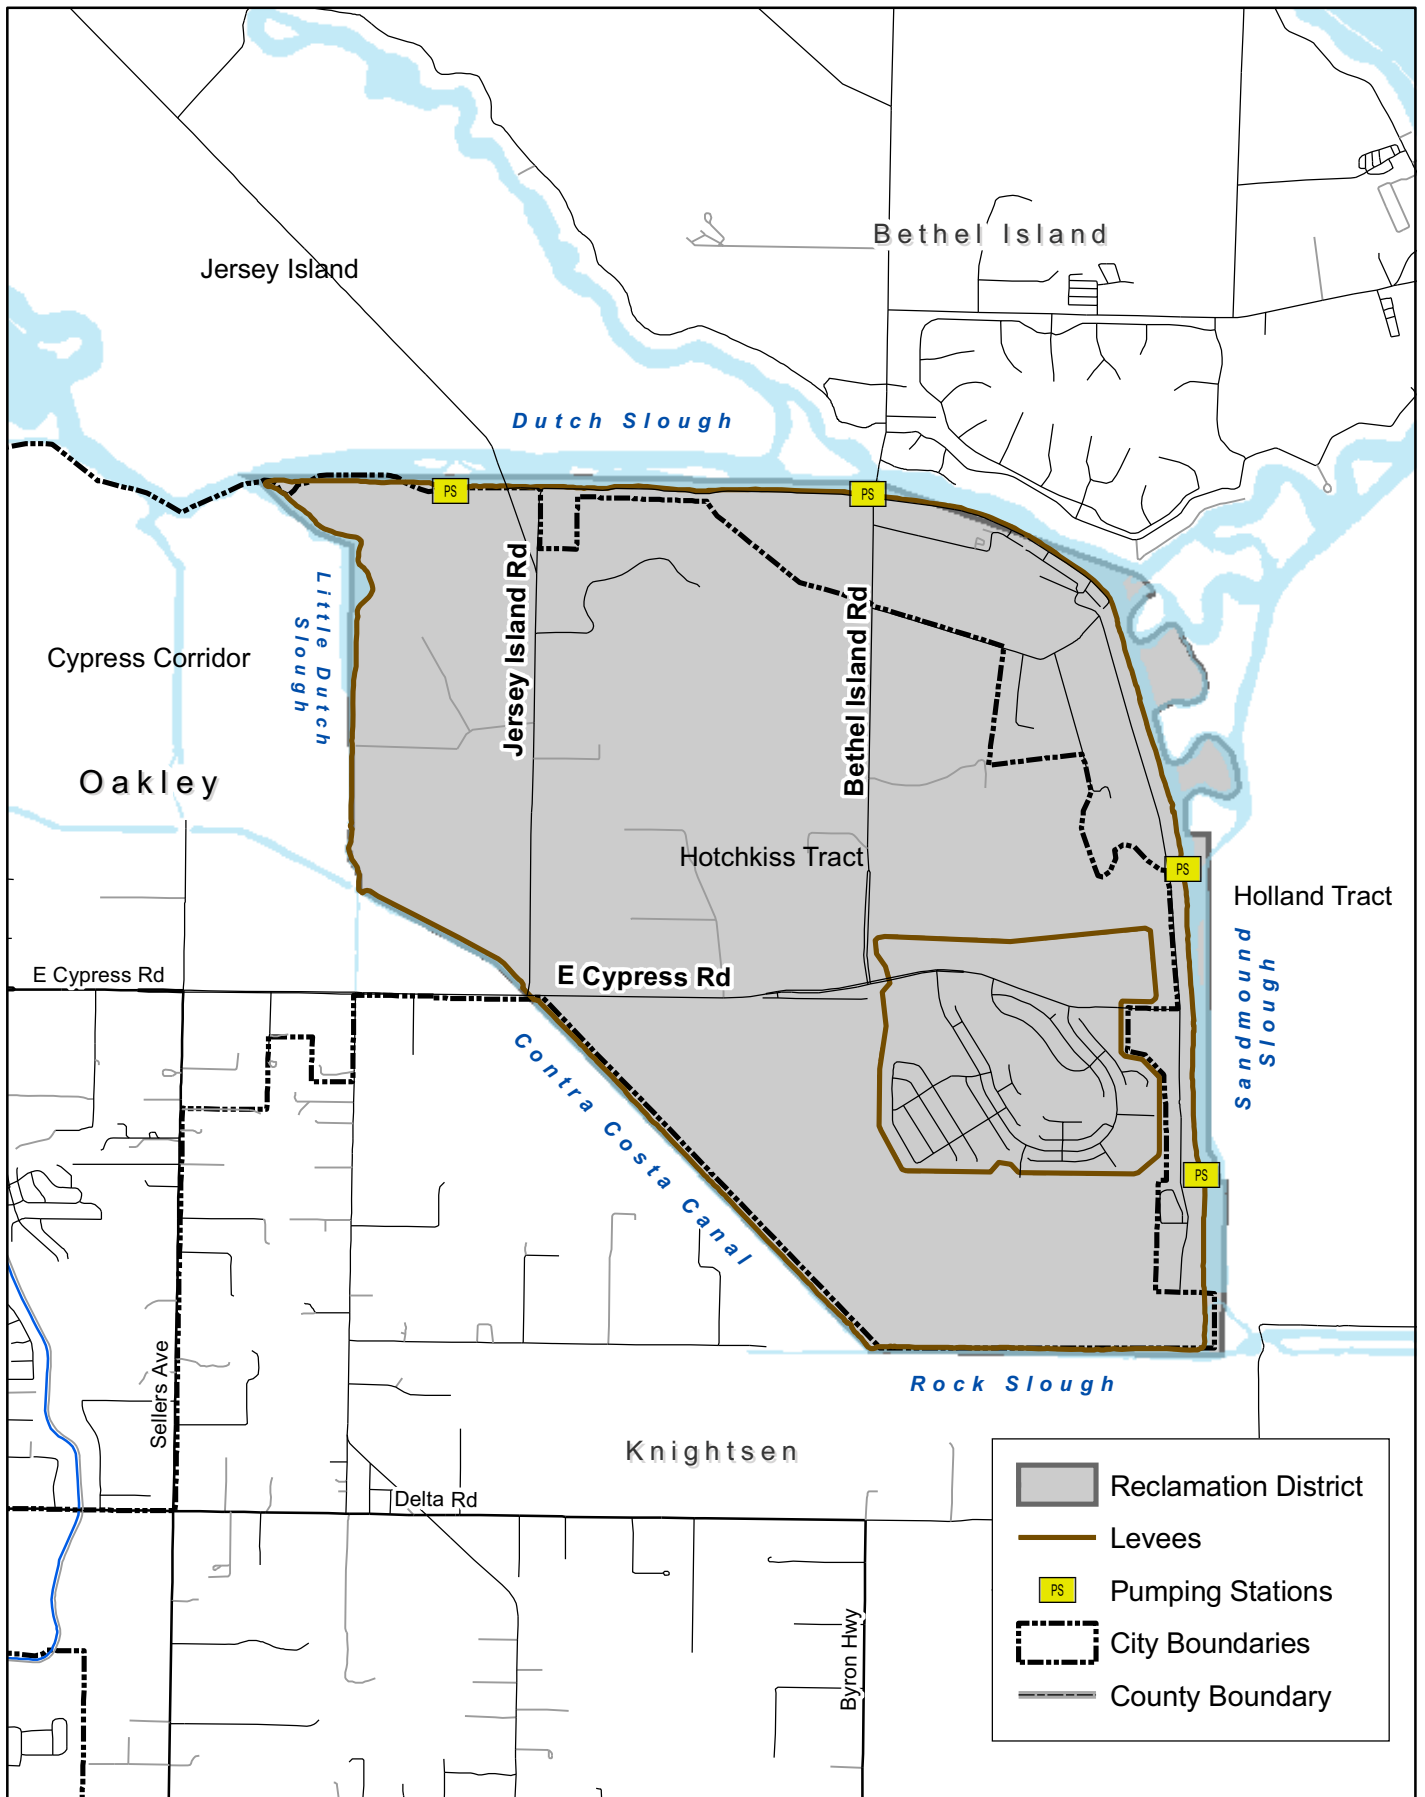 Bethel Island
Jersey Island
Dutch Slough
PS
PS
Jersey Island Rd
Bethel Island Rd
Little Dutch
Slough
Cypress Corridor
Oakley
Hotchkiss Tract
PS
Holland Tract
Sandmound
Slough
E Cypress Rd
E Cypress Rd
Contra Costa Canal
PS
Rock Slough
Sellers Ave
Knightsen
Delta Rd
Byron Hwy
Reclamation District
Levees
PS Pumping Stations
City Boundaries
County Boundary